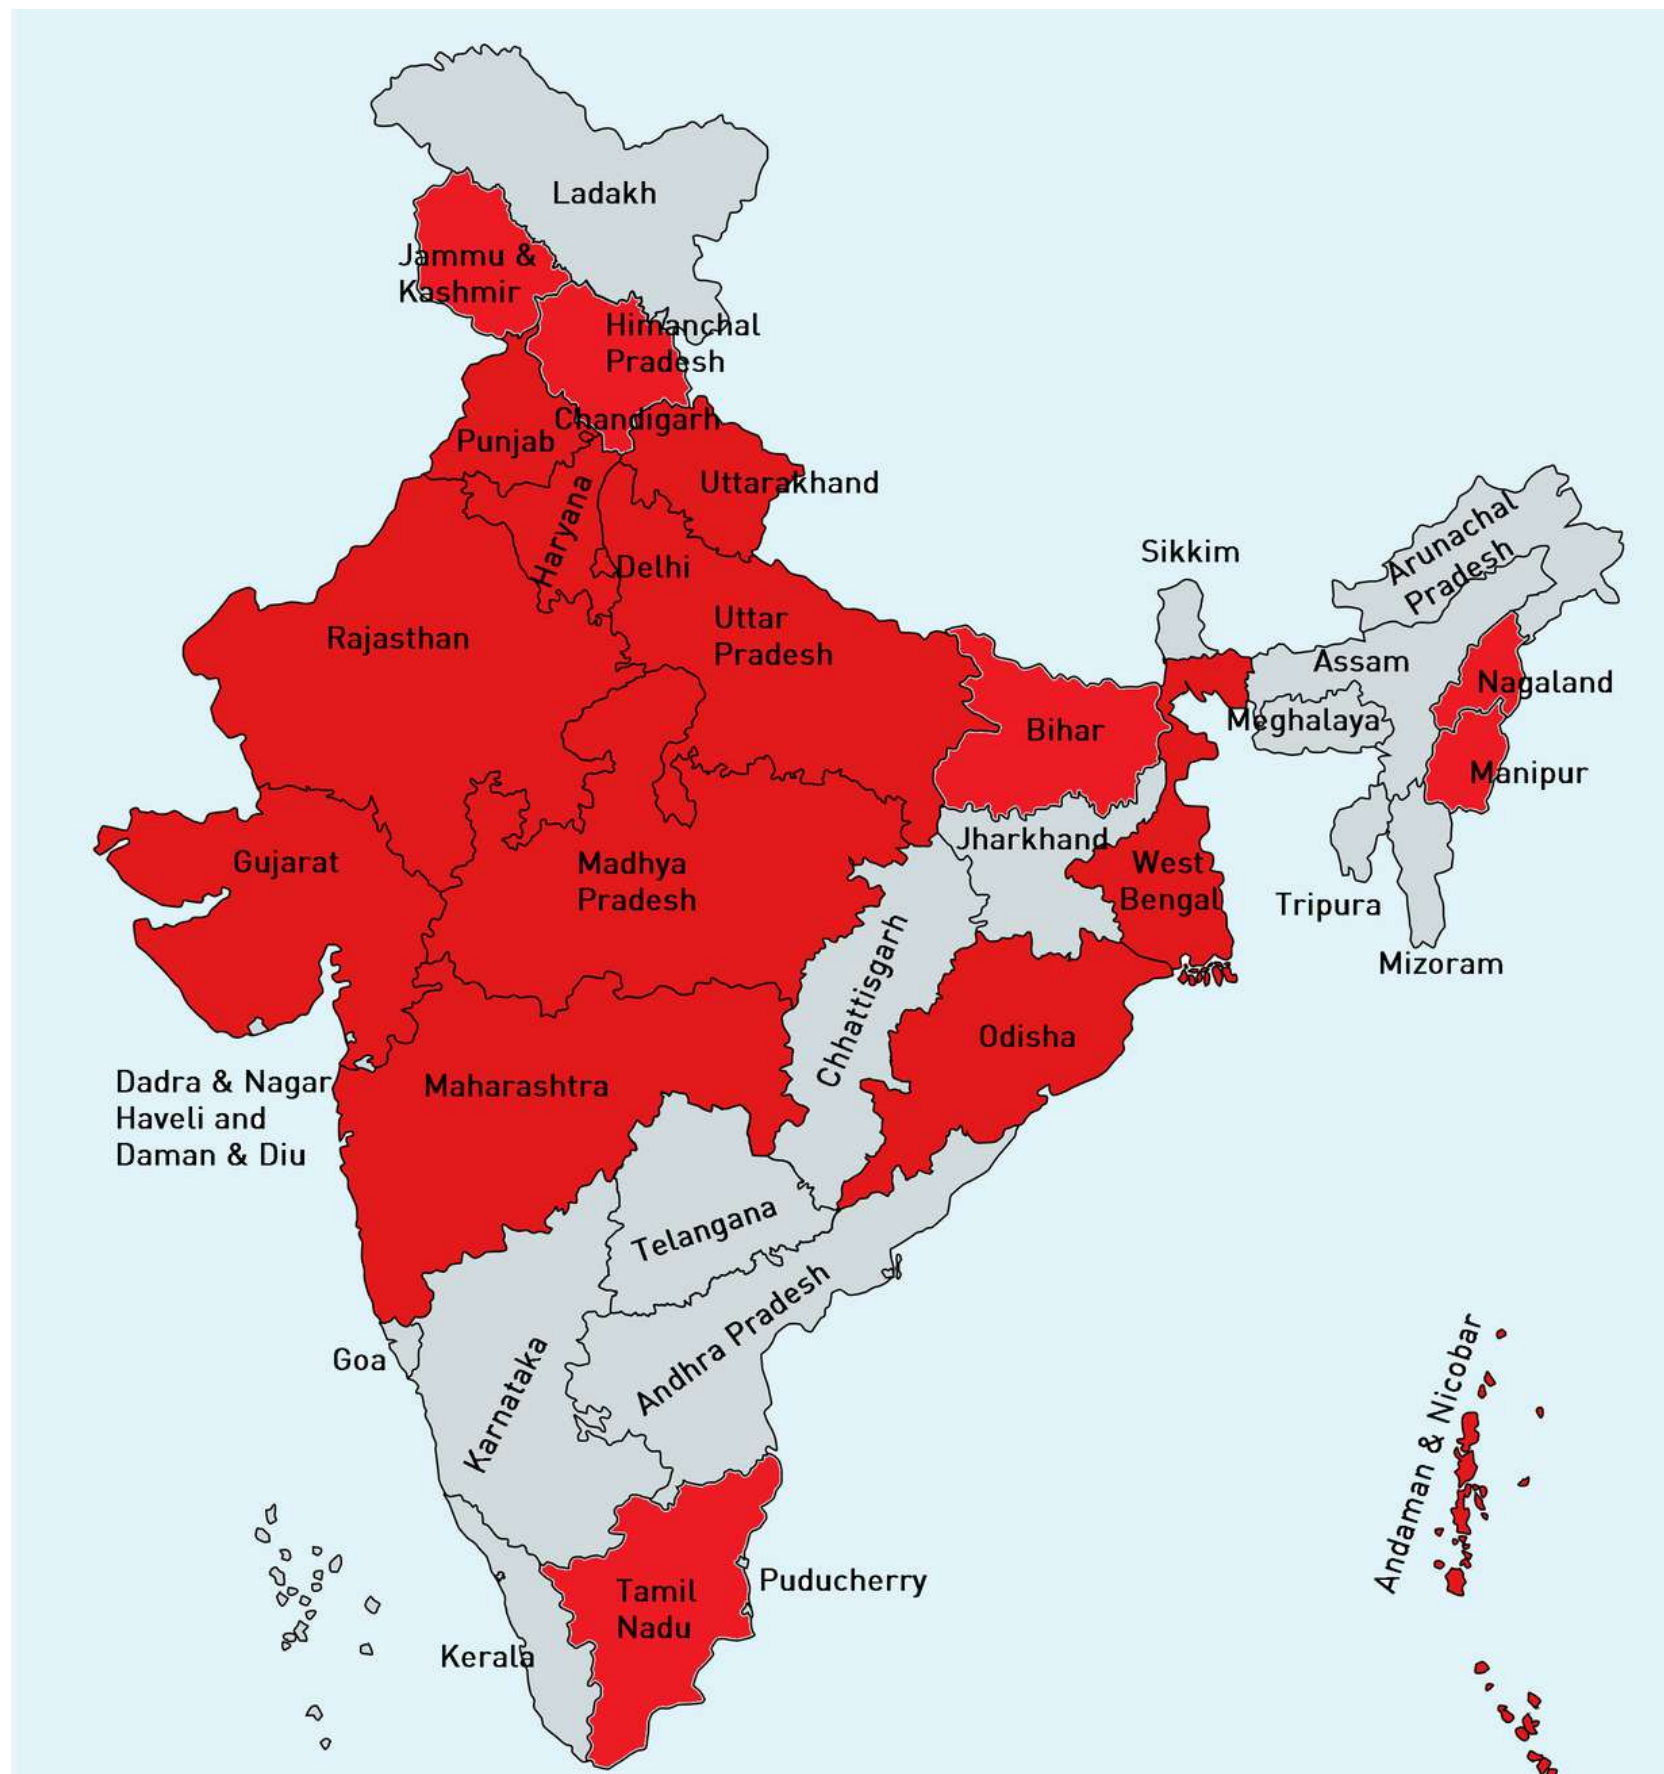 Ladakh
Jammu &
Kashmir
Himanchal
Pradesh
Chandigarh
Punjab
Uttarakhand
Haryana
Delhi
Arunachal
Pradesh
Sikkim
Uttar
Pradesh
Rajasthan
Assam
Nagaland
Meghalaya
Bihar
Manipur
Jharkhand
Gujarat
Madhya
Pradesh
West
Bengal
Tripura
Mizoram
Chhattisgarh
Odisha
Dadra & Nagar
Haveli and
Daman & Diu
Maharashtra
Telangana
Andhra Pradesh
Goa
Karnataka
Andaman & Nicobar
Puducherry
Tamil
Nadu
Kerala